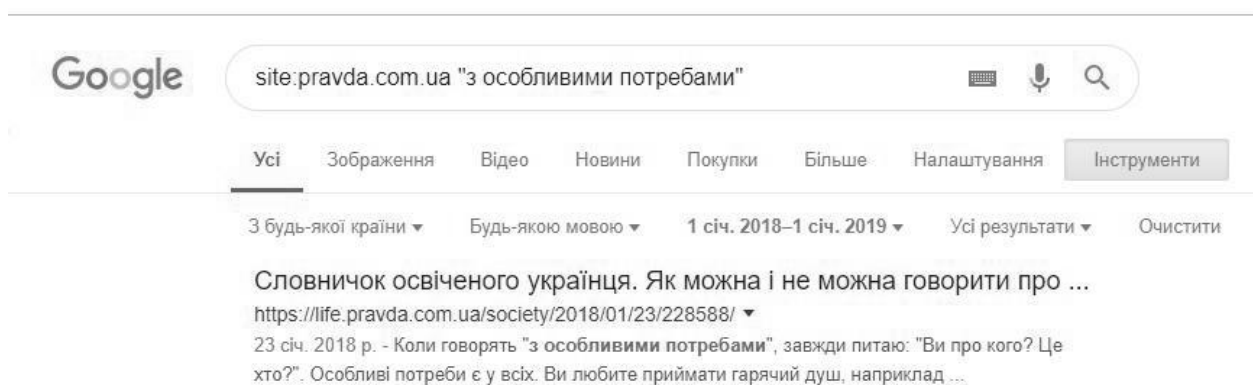 Google site:pravda.com.ua "з особливими потребами"
Усі Зображення Відео Новини Покупки Більше Налаштування Інструменти
З будь-якої країни Будь-якою мовою 1 січ. 2018–1 січ. 2019 Усі результати Очистити
Словничок освіченого українця. Як можна і не можна говорити про ...
https://life.pravda.com.ua/society/2018/01/23/228588/
23 січ. 2018 р. - Коли говорять "з особливими потребами", завжди питаю: "Ви про кого? Це
хто?". Особливі потреби є у всіх. Ви любите приймати гарячий душ, наприклад ...